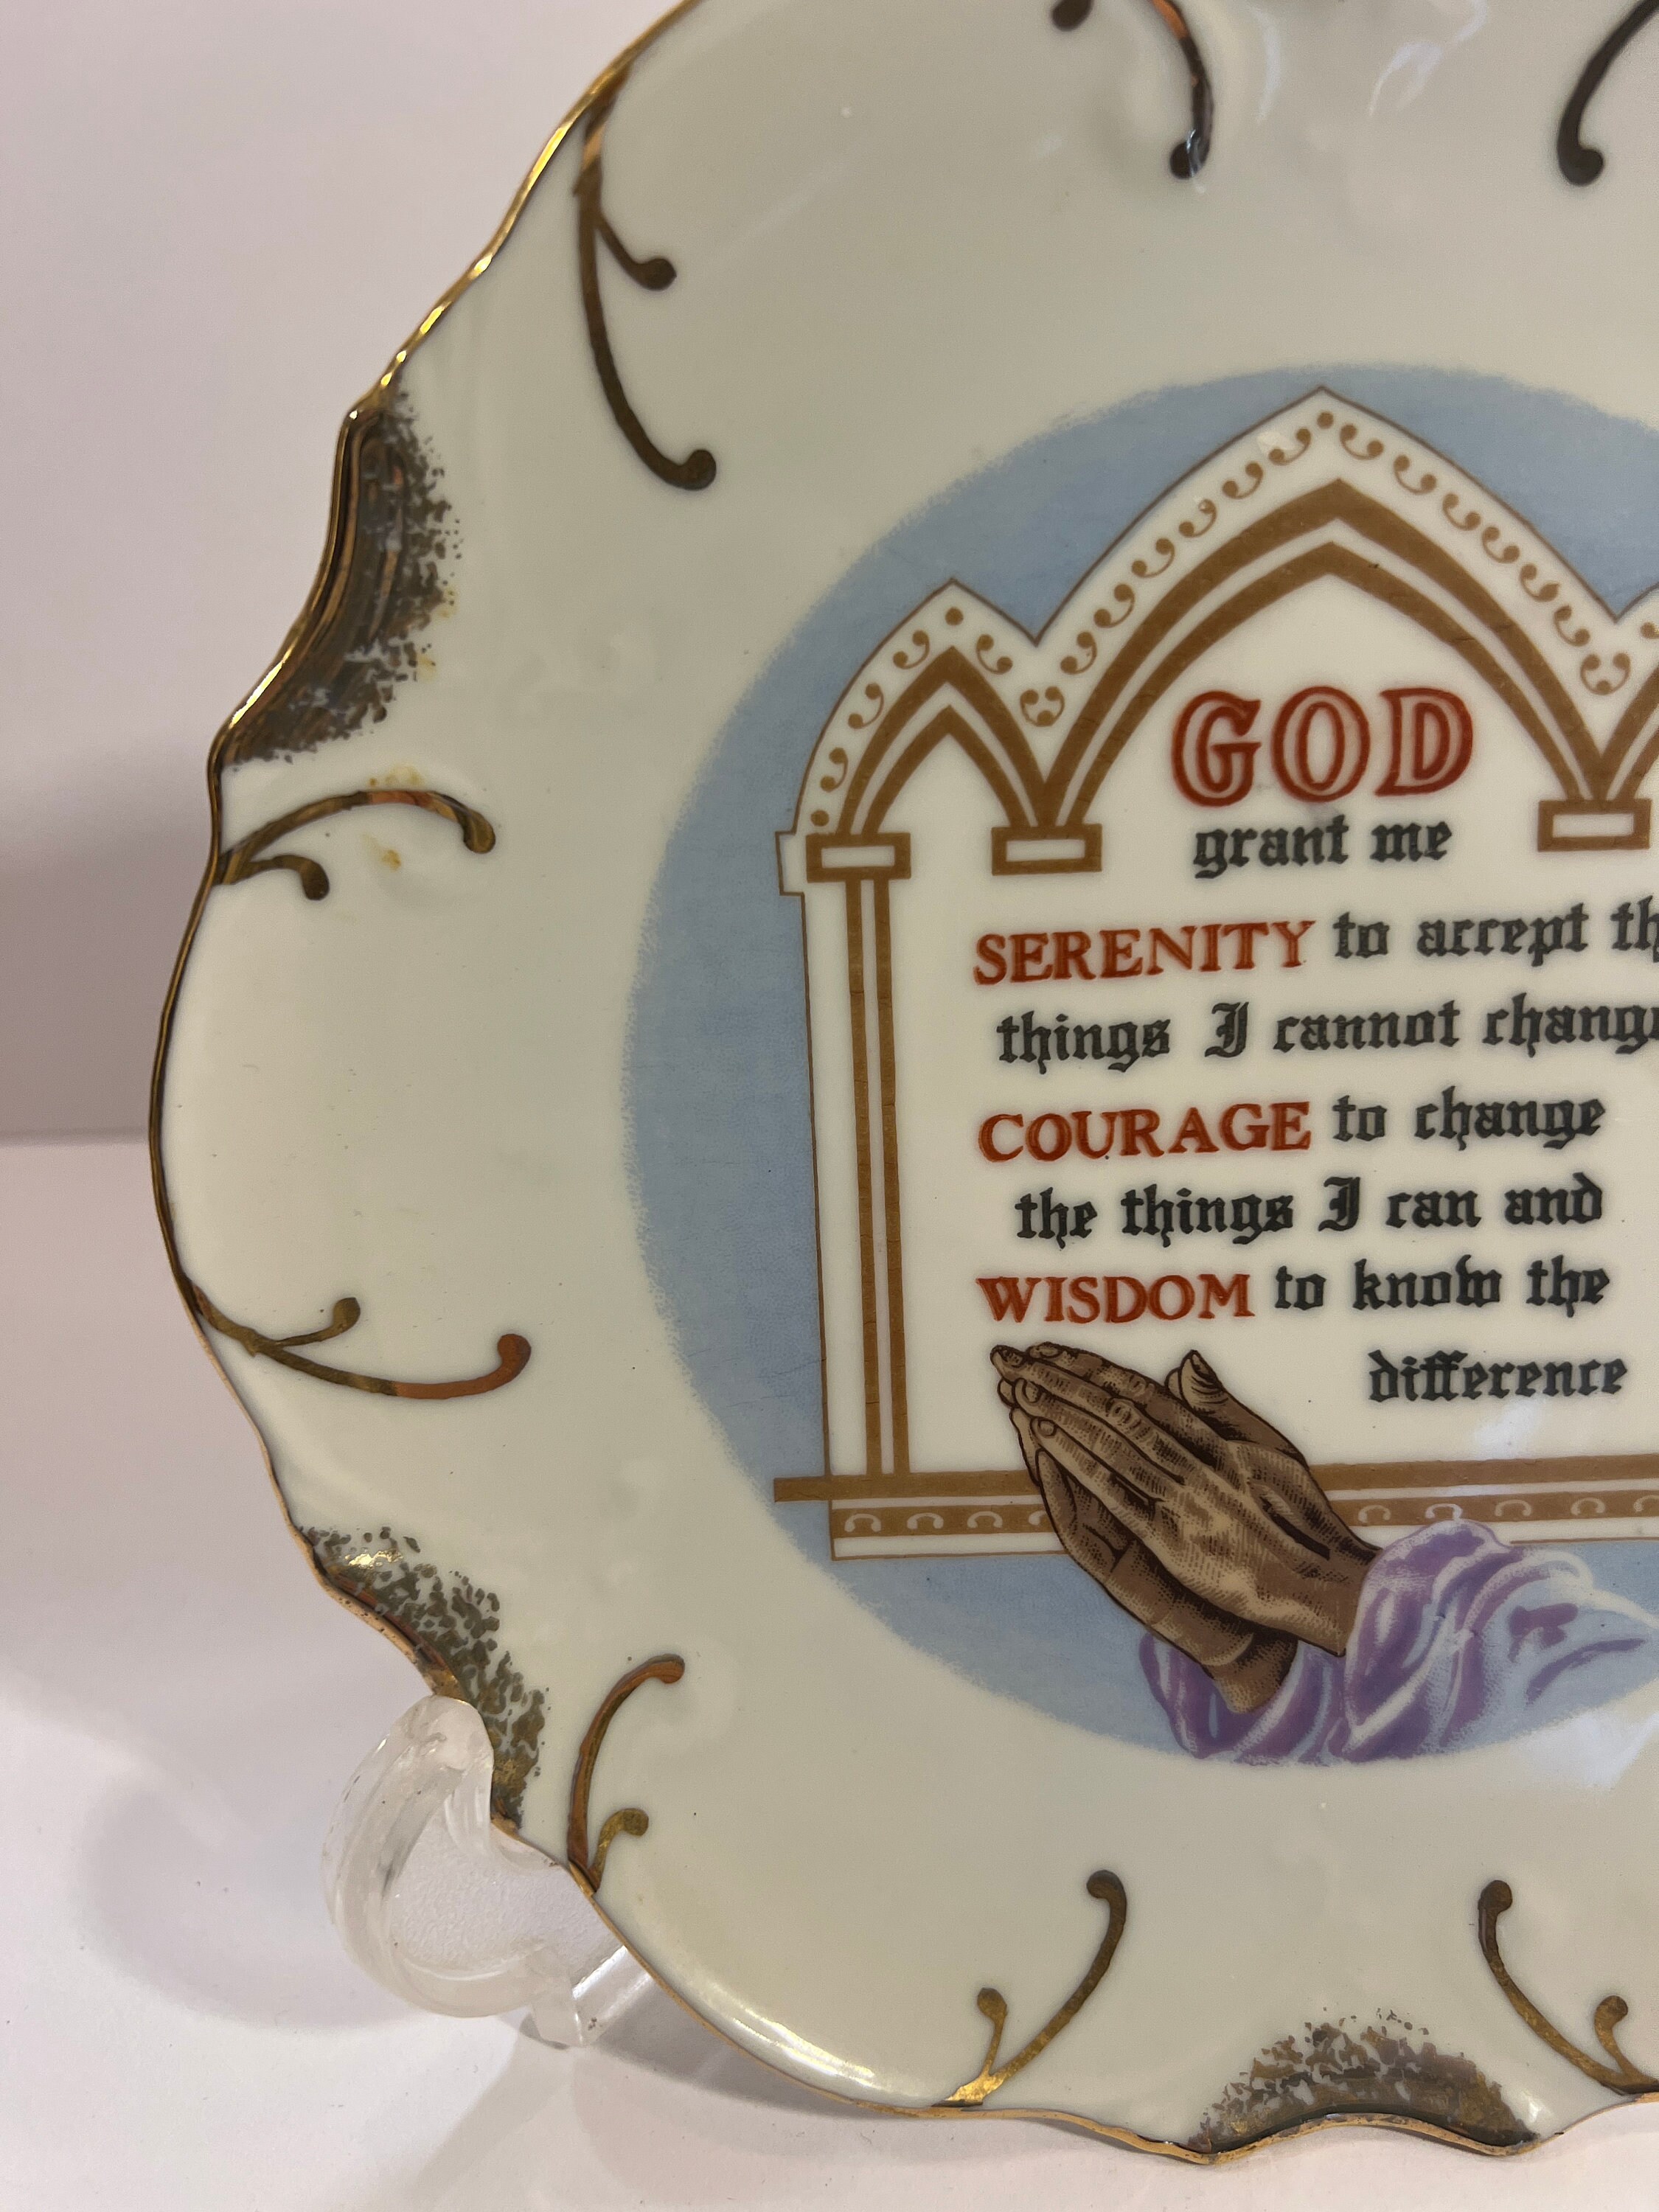 GOD
grant me
SERENITY to accept th
things I cannot change
COURAGE to change
the things I can and
WISDOM to know the
difference